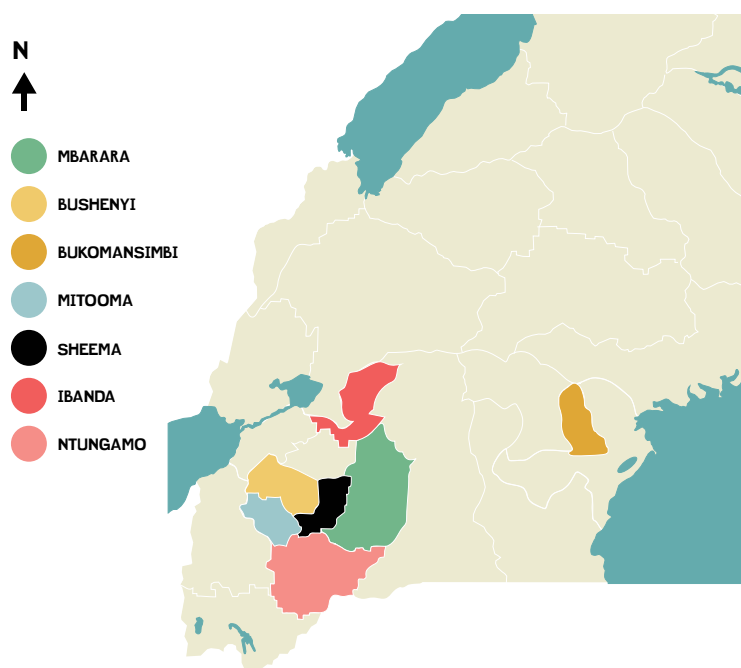 N
MBARARA
BUSHENYI
BUKOMANSIMBI
MITOOMA
SHEEMA
IBANDA
NTUNGAMO